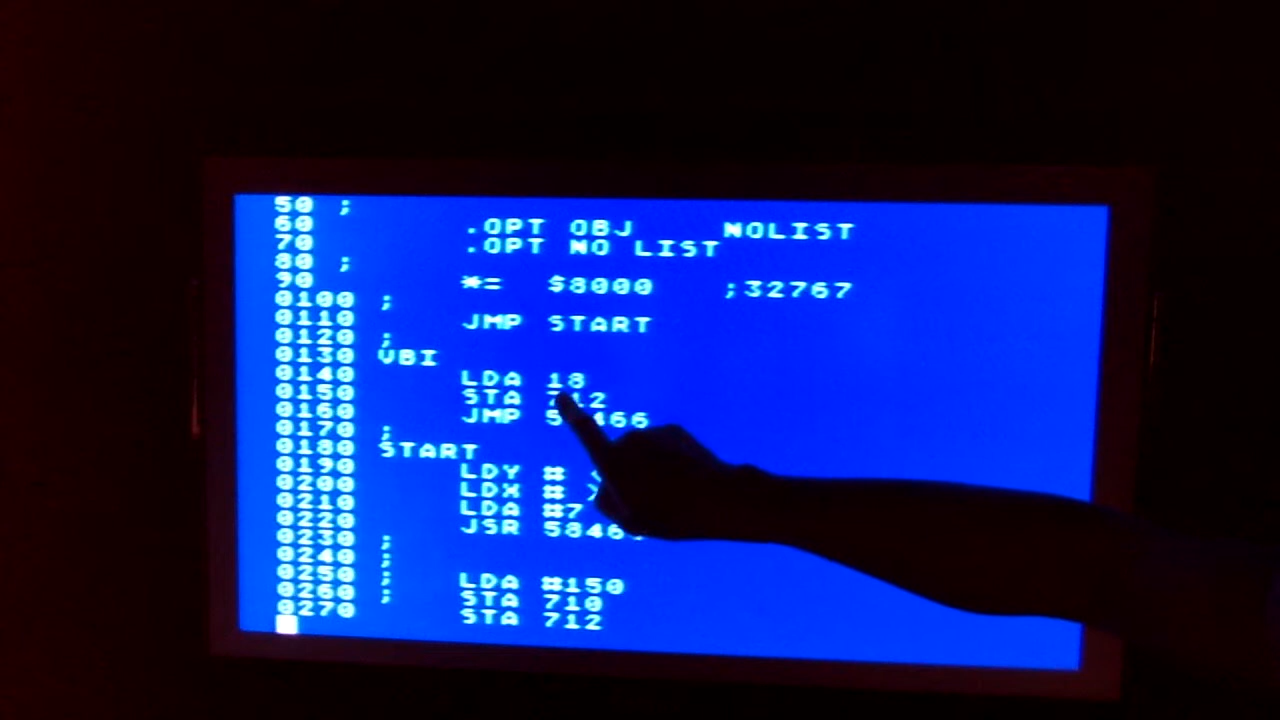 50 ;
60 .OPT OBJ NOLIST
70 .OPT NO LIST
80 ;
90 *= $8000 ;32767
0100 ;
0110 JMP START
0120 ;
0130 VBI
0140 LDA 18
0150 STA 712
0160 JMP
0170 ;
0180 START
0190 LDY #
0200 LDX #
0210 LDA #7
0220 JSR
0230 ;
0240 ;
0250 ; LDA #150
0260 ; STA 710
0270 STA 712